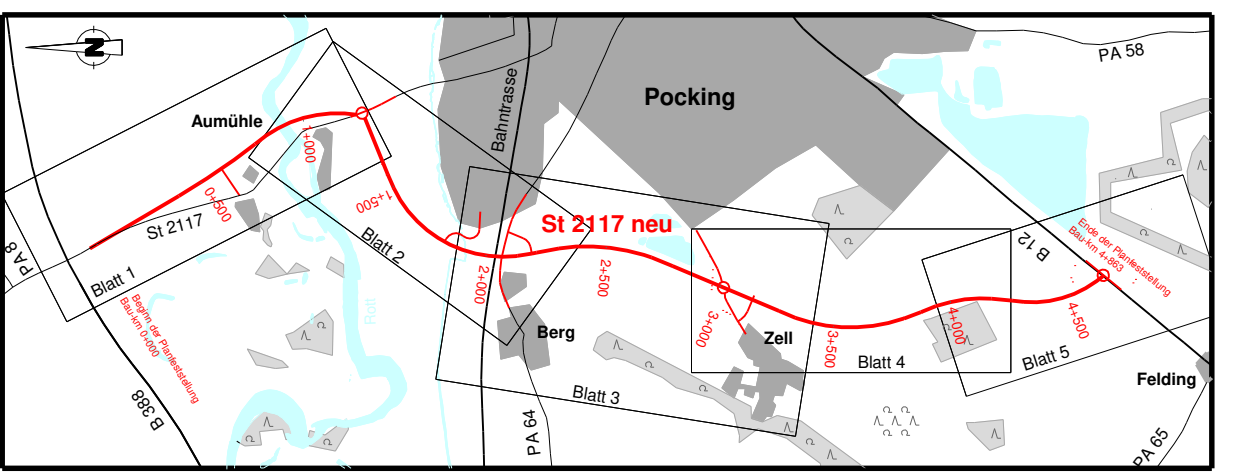 N
PA 58
Pocking
Bahntrasse
Aumühle
1+000
0+500
1+500
St 2117
St 2117 neu
PA 8
Blatt 1
Blatt 2
B 12
Ende der Planfeststellung
Bau-km 4+863
2+000
2+500
Beginn der Planfeststellung
Bau-km 0+000
Rott
3+000
3+500
4+000
4+500
Berg
Zell
Blatt 4
Blatt 5
Felding
Blatt 3
B 388
PA 64
PA 65